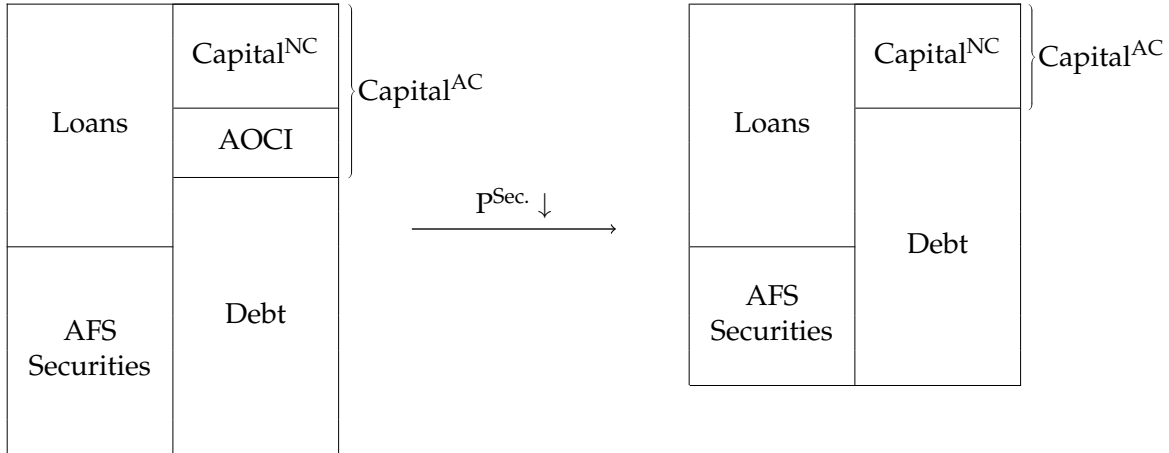 Loans
Capital^NC
AOCI
Capital^AC
AFS
Securities
Debt
P^Sec. ↓
Loans
Capital^NC
Capital^AC
Debt
AFS
Securities